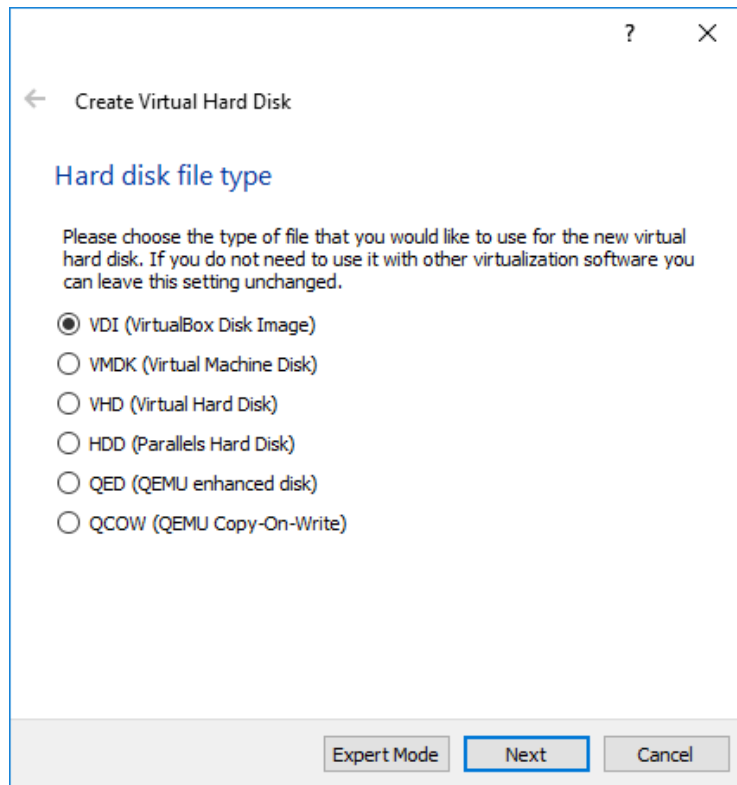 ?
Create Virtual Hard Disk
Hard disk file type
Please choose the type of file that you would like to use for the new virtual
hard disk. If you do not need to use it with other virtualization software you
can leave this setting unchanged.
VDI (VirtualBox Disk Image)
VMDK (Virtual Machine Disk)
VHD (Virtual Hard Disk)
HDD (Parallels Hard Disk)
QED (QEMU enhanced disk)
QCOW (QEMU Copy-On-Write)
Expert Mode Next Cancel